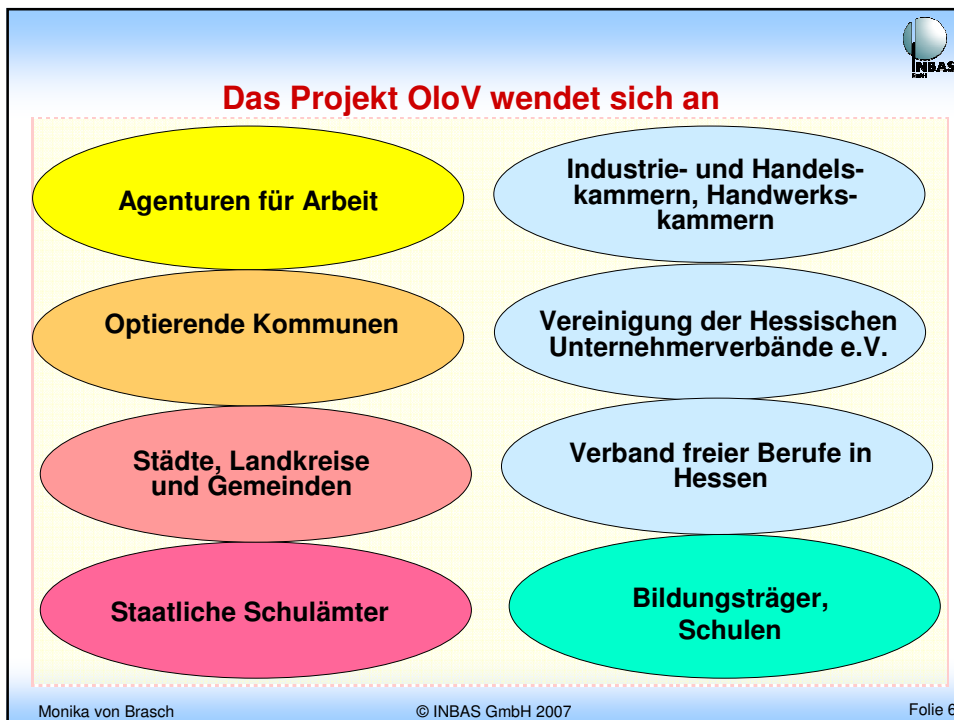 INBAS
GmbH
Das Projekt OloV wendet sich an
Agenturen für Arbeit
Industrie- und Handels-
kammern, Handwerks-
kammern
Optierende Kommunen
Vereinigung der Hessischen
Unternehmerverbände e.V.
Städte, Landkreise
und Gemeinden
Verband freier Berufe in
Hessen
Staatliche Schulämter
Bildungsträger,
Schulen
Monika von Brasch
© INBAS GmbH 2007
Folie 6